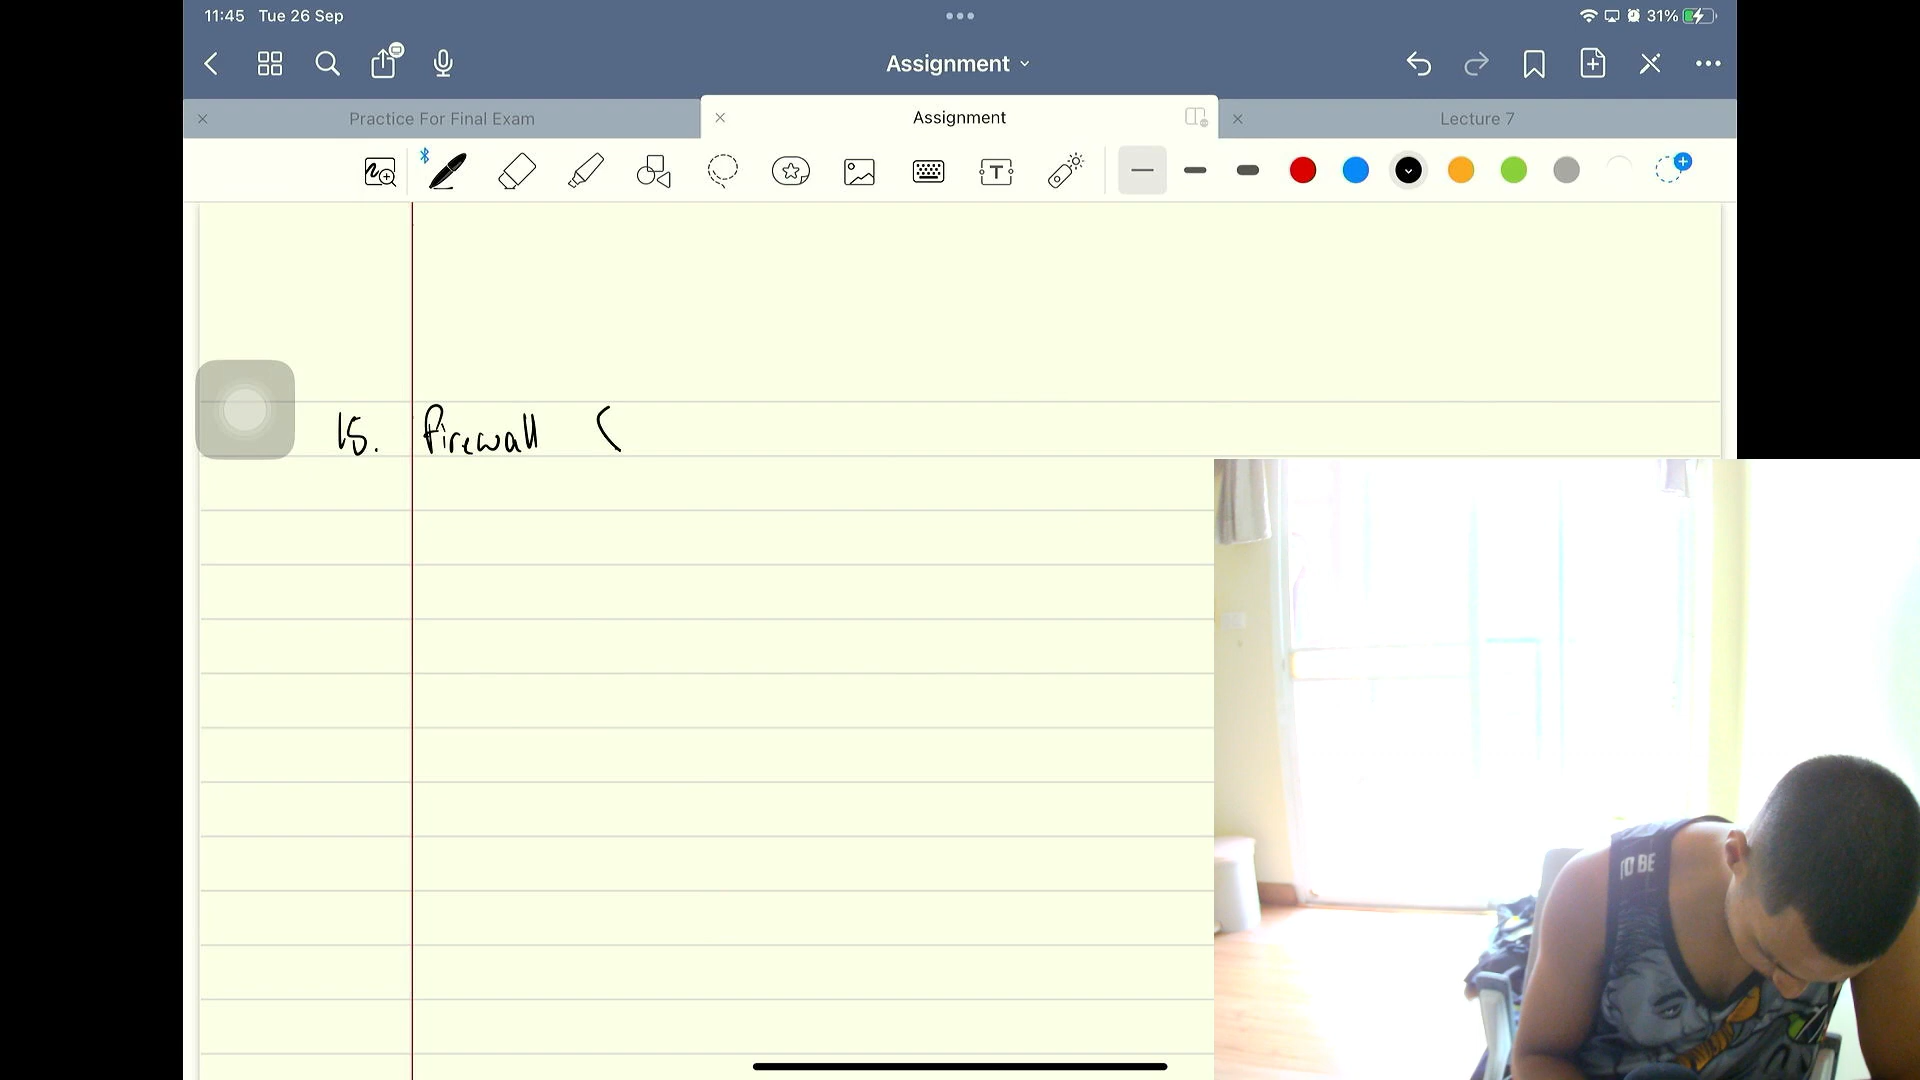 11:45 Tue 26 Sep 31%
Assignment
Practice For Final Exam Assignment Lecture 7
T
15. firewall (
TO BE